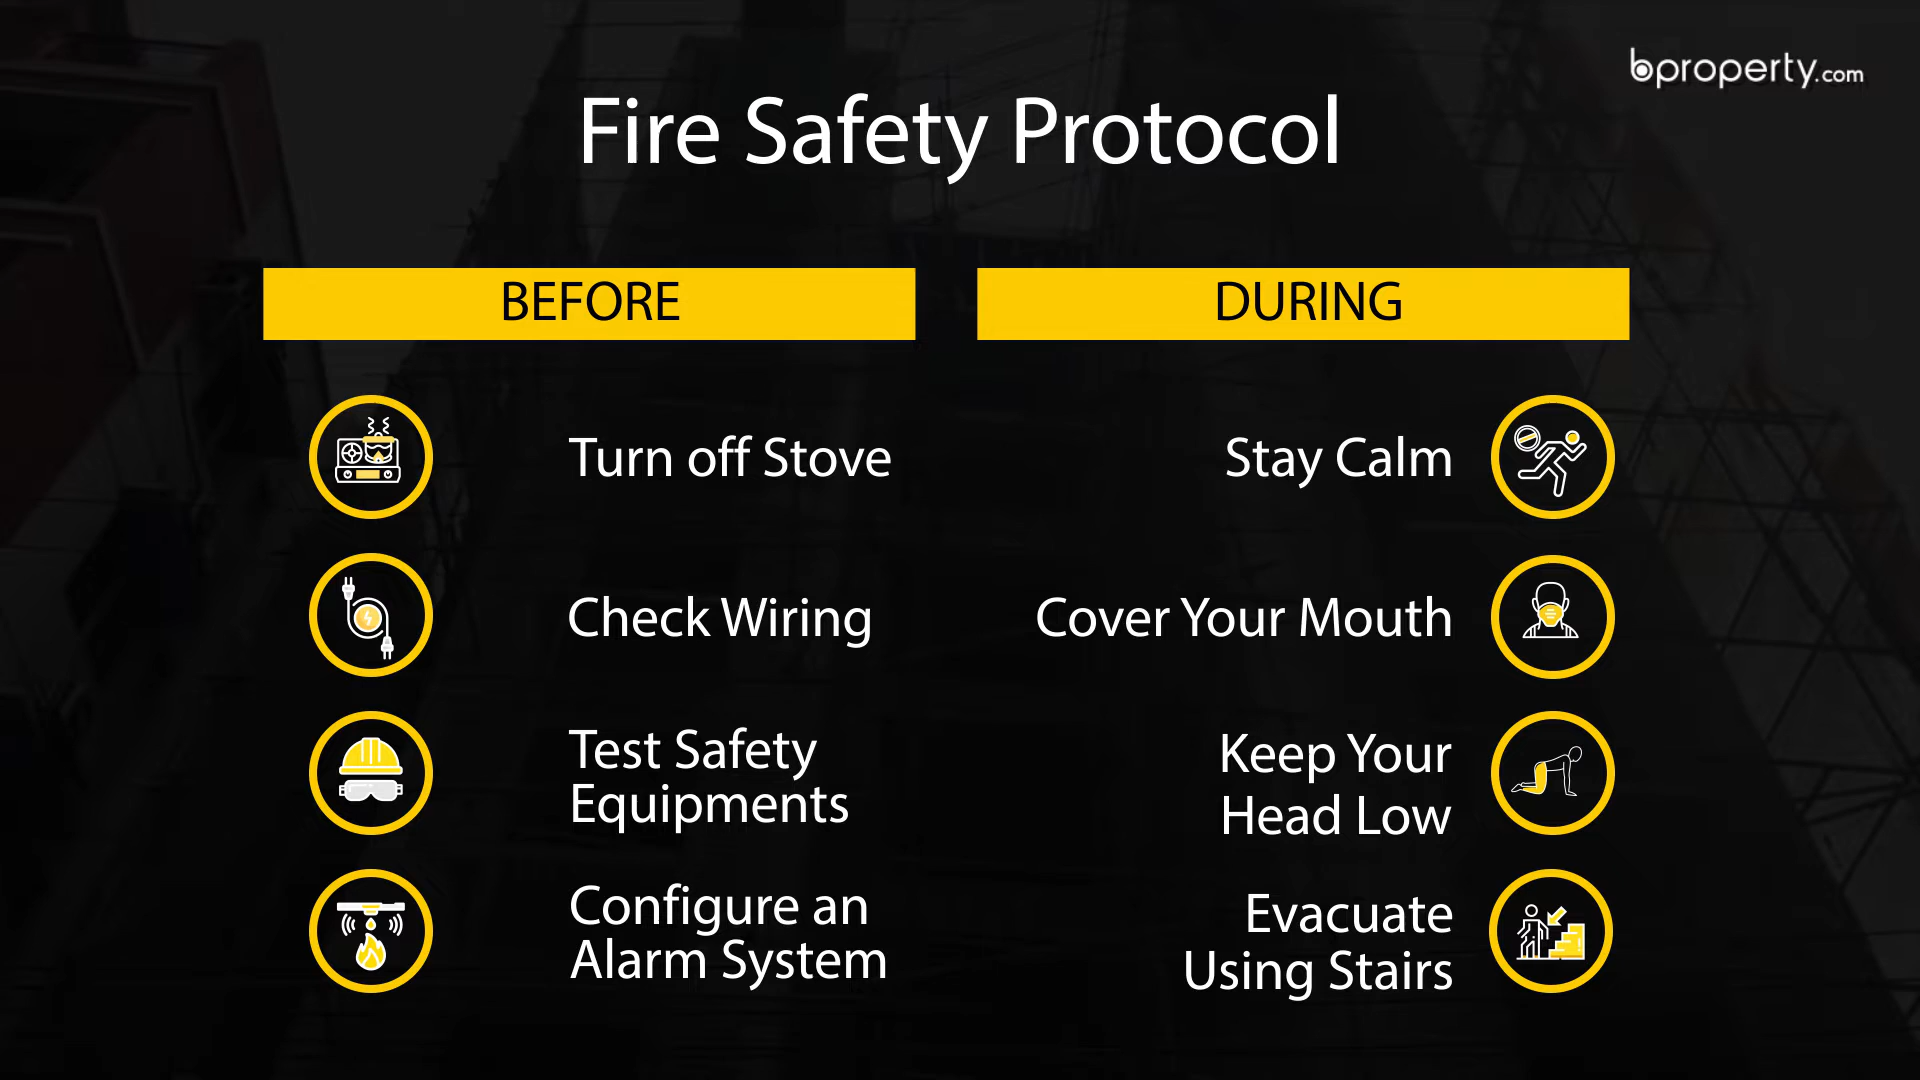 bproperty.com
Fire Safety Protocol
BEFORE
Turn off Stove
Check Wiring
Test Safety
Equipments
Configure an
Alarm System
DURING
Stay Calm
Cover Your Mouth
Keep Your
Head Low
Evacuate
Using Stairs